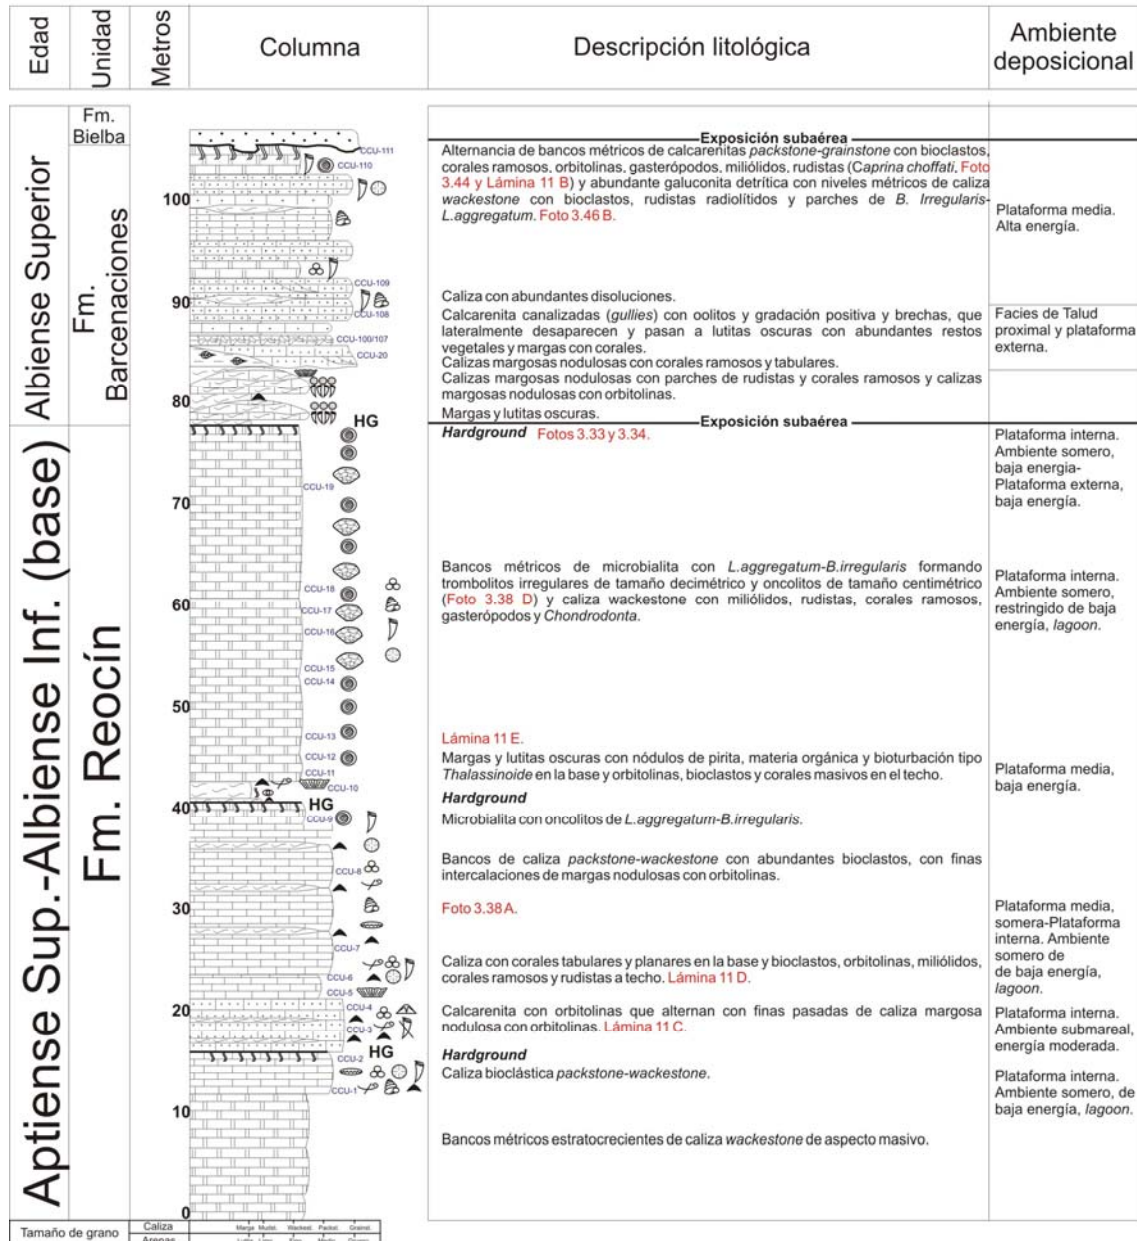 Edad
Unidad
Metros
Columna
Descripción litológica
Ambiente
deposicional
Albiense Superior
Aptiense Sup.-Albiense Inf. (base)
Fm.
Bielba
Fm.
Barcenaciones
Fm. Reocín
100
90
80
70
60
50
40
30
20
10
0
CCU-111
CCU-110
CCU-109
CCU-108
CCU-100/107
CCU-20
HG
CCU-19
CCU-18
CCU-17
CCU-16
CCU-15
CCU-14
CCU-13
CCU-12
CCU-11
CCU-10
HG
CCU-9
CCU-8
CCU-7
CCU-6
CCU-5
CCU-4
CCU-3
HG
CCU-2
CCU-1
Exposición subaérea
Alternancia de bancos métricos de calcarenitas packstone-grainstone con bioclastos,
corales ramosos, orbitolinas, gasterópodos, miliólidos, rudistas (Caprina choffati, Foto
3.44 y Lámina 11 B) y abundante galuconita detrítica con niveles métricos de caliza
wackestone con bioclastos, rudistas radiolítidos y parches de B. Irregularis-
L.aggregatum. Foto 3.46 B.
Caliza con abundantes disoluciones.
Calcarenita canalizadas (gullies) con oolitos y gradación positiva y brechas, que
lateralmente desaparecen y pasan a lutitas oscuras con abundantes restos
vegetales y margas con corales.
Calizas margosas nodulosas con corales ramosos y tabulares.
Calizas margosas nodulosas con parches de rudistas y corales ramosos y calizas
margosas nodulosas con orbitolinas.
Margas y lutitas oscuras.
Exposición subaérea
Hardground Fotos 3.33 y 3.34.
Bancos métricos de microbialita con L.aggregatum-B.irregularis formando
trombolitos irregulares de tamaño decimétrico y oncolitos de tamaño centimétrico
(Foto 3.38 D) y caliza wackestone con miliólidos, rudistas, corales ramosos,
gasterópodos y Chondrodonta.
Lámina 11 E.
Margas y lutitas oscuras con nódulos de pirita, materia orgánica y bioturbación tipo
Thalassinoide en la base y orbitolinas, bioclastos y corales masivos en el techo.
Hardground
Microbialita con oncolitos de L.aggregatum-B.irregularis.
Bancos de caliza packstone-wackestone con abundantes bioclastos, con finas
intercalaciones de margas nodulosas con orbitolinas.
Foto 3.38 A.
Caliza con corales tabulares y planares en la base y bioclastos, orbitolinas, miliólidos,
corales ramosos y rudistas a techo. Lámina 11 D.
Calcarenita con orbitolinas que alternan con finas pasadas de caliza margosa
nodulosa con orbitolinas. Lámina 11 C.
Hardground
Caliza bioclástica packstone-wackestone.
Bancos métricos estratocrecientes de caliza wackestone de aspecto masivo.
Plataforma media.
Alta energía.
Facies de Talud
proximal y plataforma
externa.
Plataforma interna.
Ambiente somero,
baja energia-
Plataforma externa,
baja energía.
Plataforma interna.
Ambiente somero,
restringido de baja
energía, lagoon.
Plataforma media,
baja energía.
Plataforma media,
somera-Plataforma
interna. Ambiente
somero de
de baja energía,
lagoon.
Plataforma interna.
Ambiente submareal,
energía moderada.
Plataforma interna.
Ambiente somero, de
baja energía, lagoon.
Tamaño de grano
Caliza
Marga Mudst. Wackest. Packst. Grainst.
Arenas